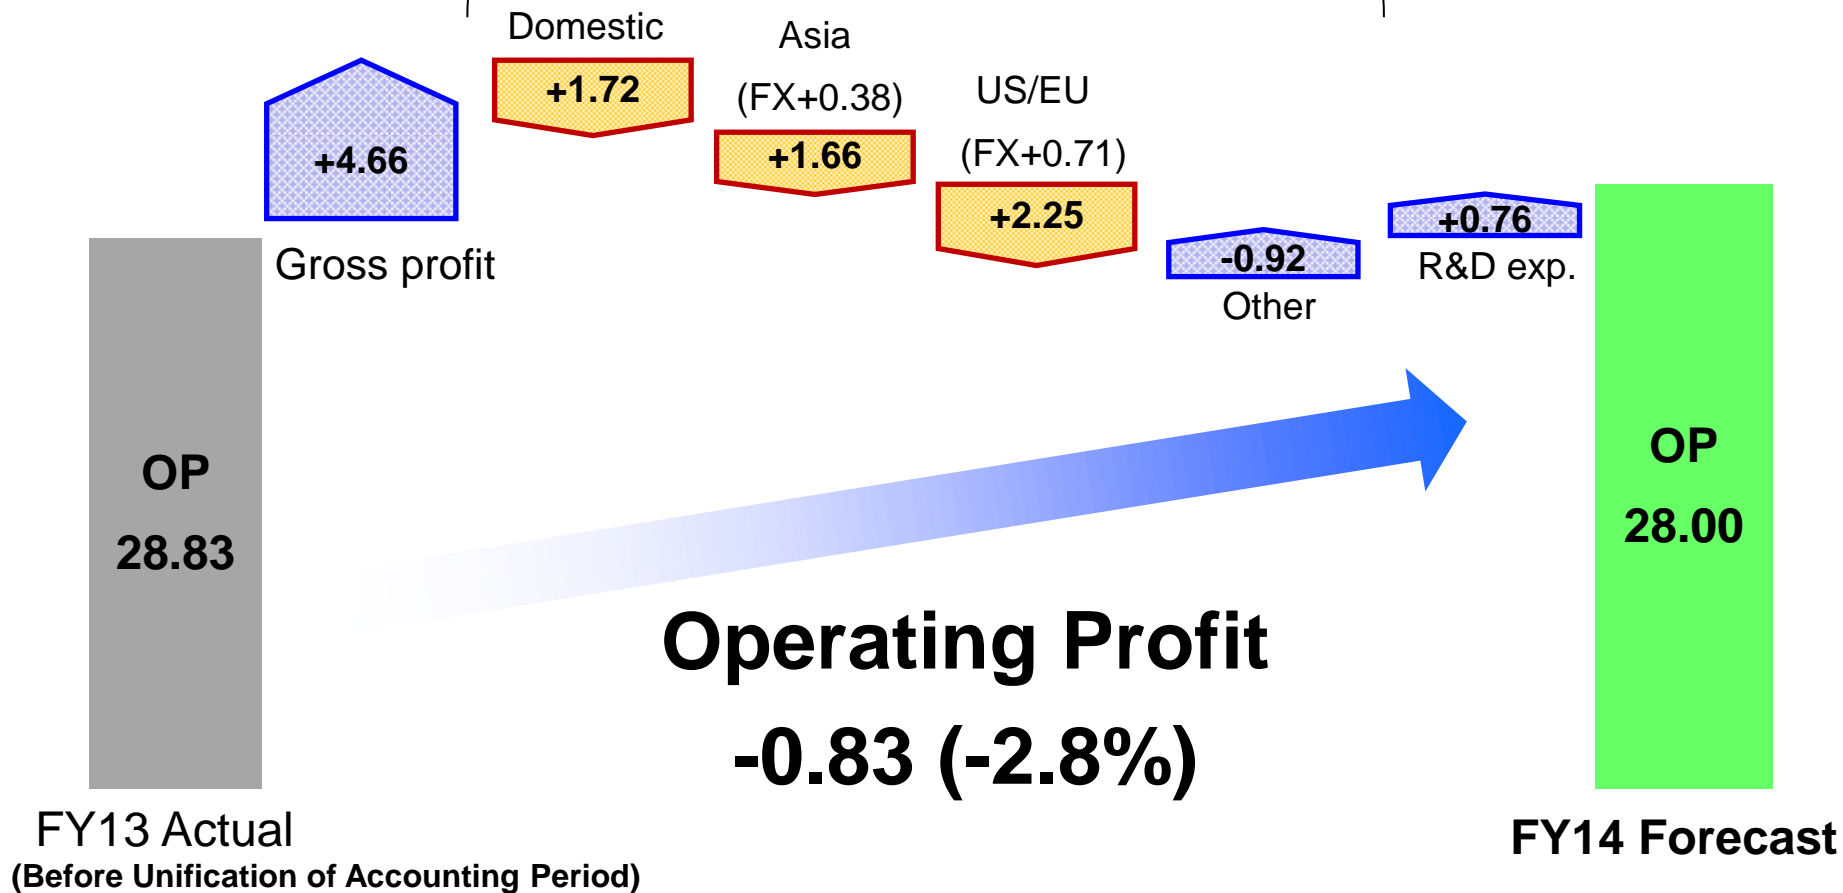 Domestic
+1.72
Asia
(FX+0.38)
+1.66
US/EU
(FX+0.71)
+2.25
+4.66
Gross profit
-0.92
Other
+0.76
R&D exp.
OP
28.83
OP
28.00
Operating Profit
-0.83 (-2.8%)
FY13 Actual
(Before Unification of Accounting Period)
FY14 Forecast